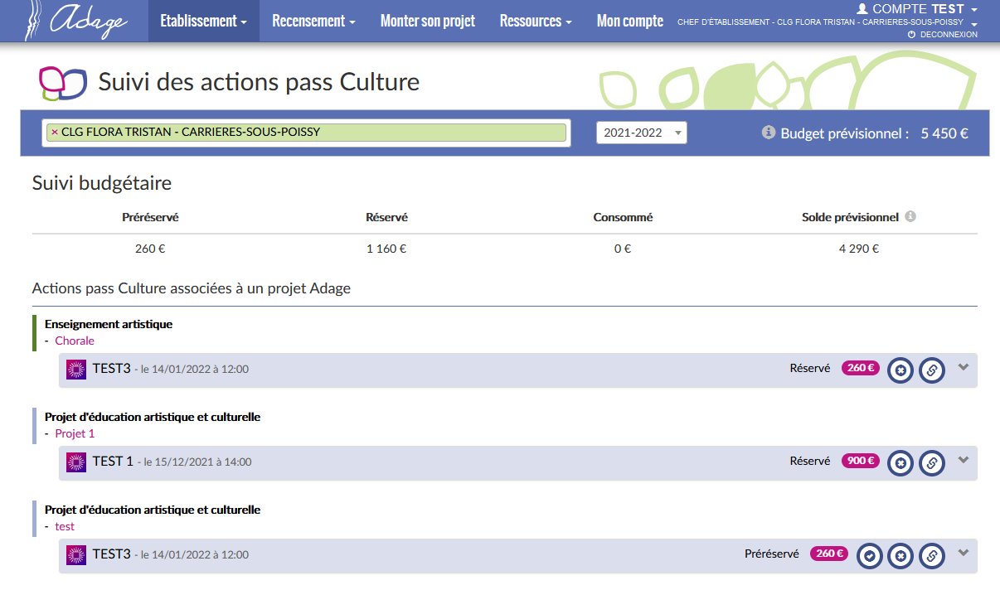 Adage
Etablissement
Recensement
Monter son projet
Ressources
Mon compte
COMPTE TEST
CHEF D'ÉTABLISSEMENT - CLG FLORA TRISTAN - CARRIERES-SOUS-POISSY
DECONNEXION
Suivi des actions pass Culture
× CLG FLORA TRISTAN - CARRIERES-SOUS-POISSY
2021-2022
i Budget prévisionnel : 5 450 €
Suivi budgétaire
Préréservé Réservé Consommé Solde prévisionnel i
260 € 1 160 € 0 € 4 290 €
Actions pass Culture associées à un projet Adage
Enseignement artistique
- Chorale
TEST3 - le 14/01/2022 à 12:00 Réservé 260 €
Projet d'éducation artistique et culturelle
- Projet 1
TEST 1 - le 15/12/2021 à 14:00 Réservé 900 €
Projet d'éducation artistique et culturelle
- test
TEST3 - le 14/01/2022 à 12:00 Préréservé 260 €